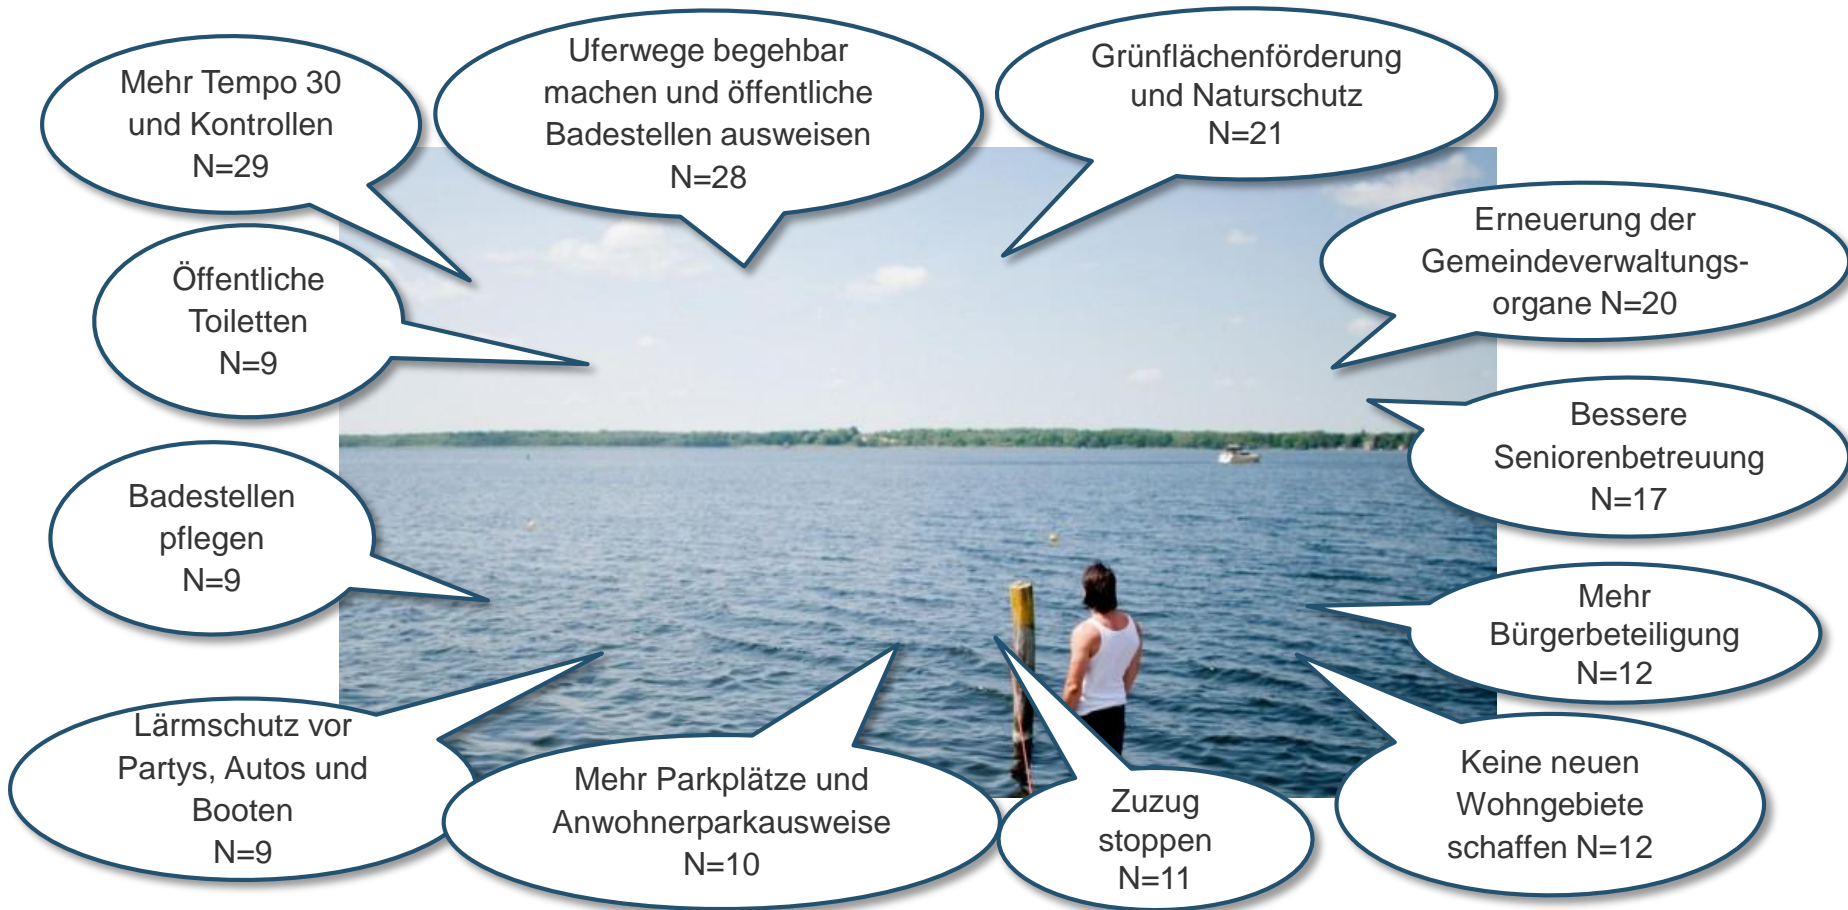 Mehr Tempo 30
und Kontrollen
N=29
Uferwege begehbar
machen und öffentliche
Badestellen ausweisen
N=28
Grünflächenförderung
und Naturschutz
N=21
Erneuerung der
Gemeindeverwaltungs-
organe N=20
Bessere
Seniorenbetreuung
N=17
Mehr
Bürgerbeteiligung
N=12
Keine neuen
Wohngebiete
schaffen N=12
Zuzug
stoppen
N=11
Mehr Parkplätze und
Anwohnerparkausweise
N=10
Lärmschutz vor
Partys, Autos und
Booten
N=9
Badestellen
pflegen
N=9
Öffentliche
Toiletten
N=9